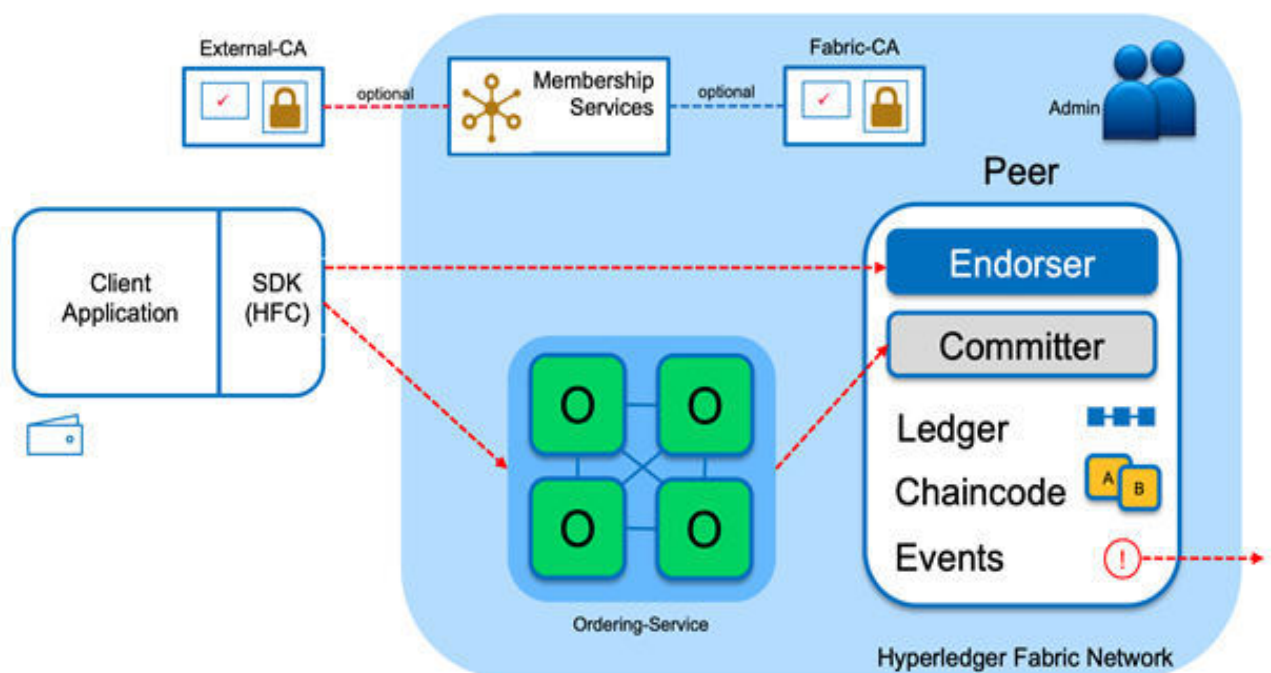 External-CA
Fabric-CA
optional
Membership
Services
optional
Admin
Peer
Client
Application
SDK
(HFC)
Endorser
Committer
O
O
O
O
Ledger
Chaincode
A
B
Events
!
Ordering-Service
Hyperledger Fabric Network